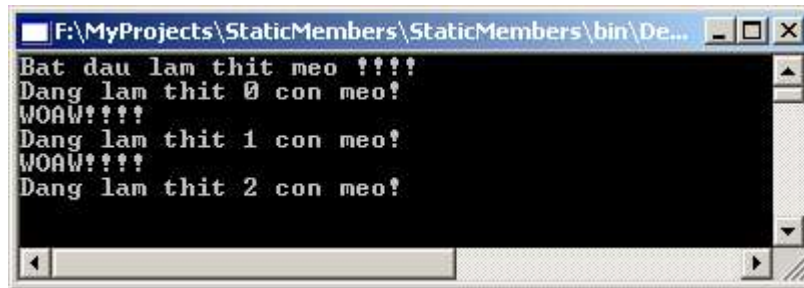 F:\MyProjects\StaticMembers\StaticMembers\bin\De...
Bat dau lam thit meo !!!!
Dang lam thit 0 con meo!
WOAW!!!!
Dang lam thit 1 con meo!
WOAW!!!!
Dang lam thit 2 con meo!